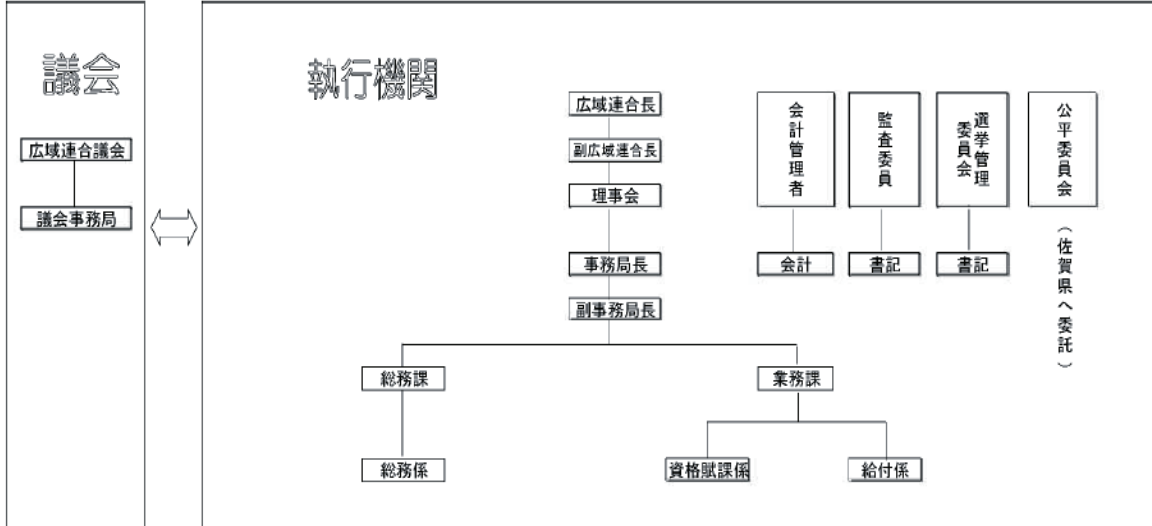 議会
広域連合議会
議会事務局
執行機関
広域連合長
副広域連合長
理事会
事務局長
副事務局長
総務課
総務係
業務課
資格賦課係
給付係
会計管理者
会計
監査委員
書記
選挙管理
委員会
書記
公平委員会
(佐賀県へ委託)